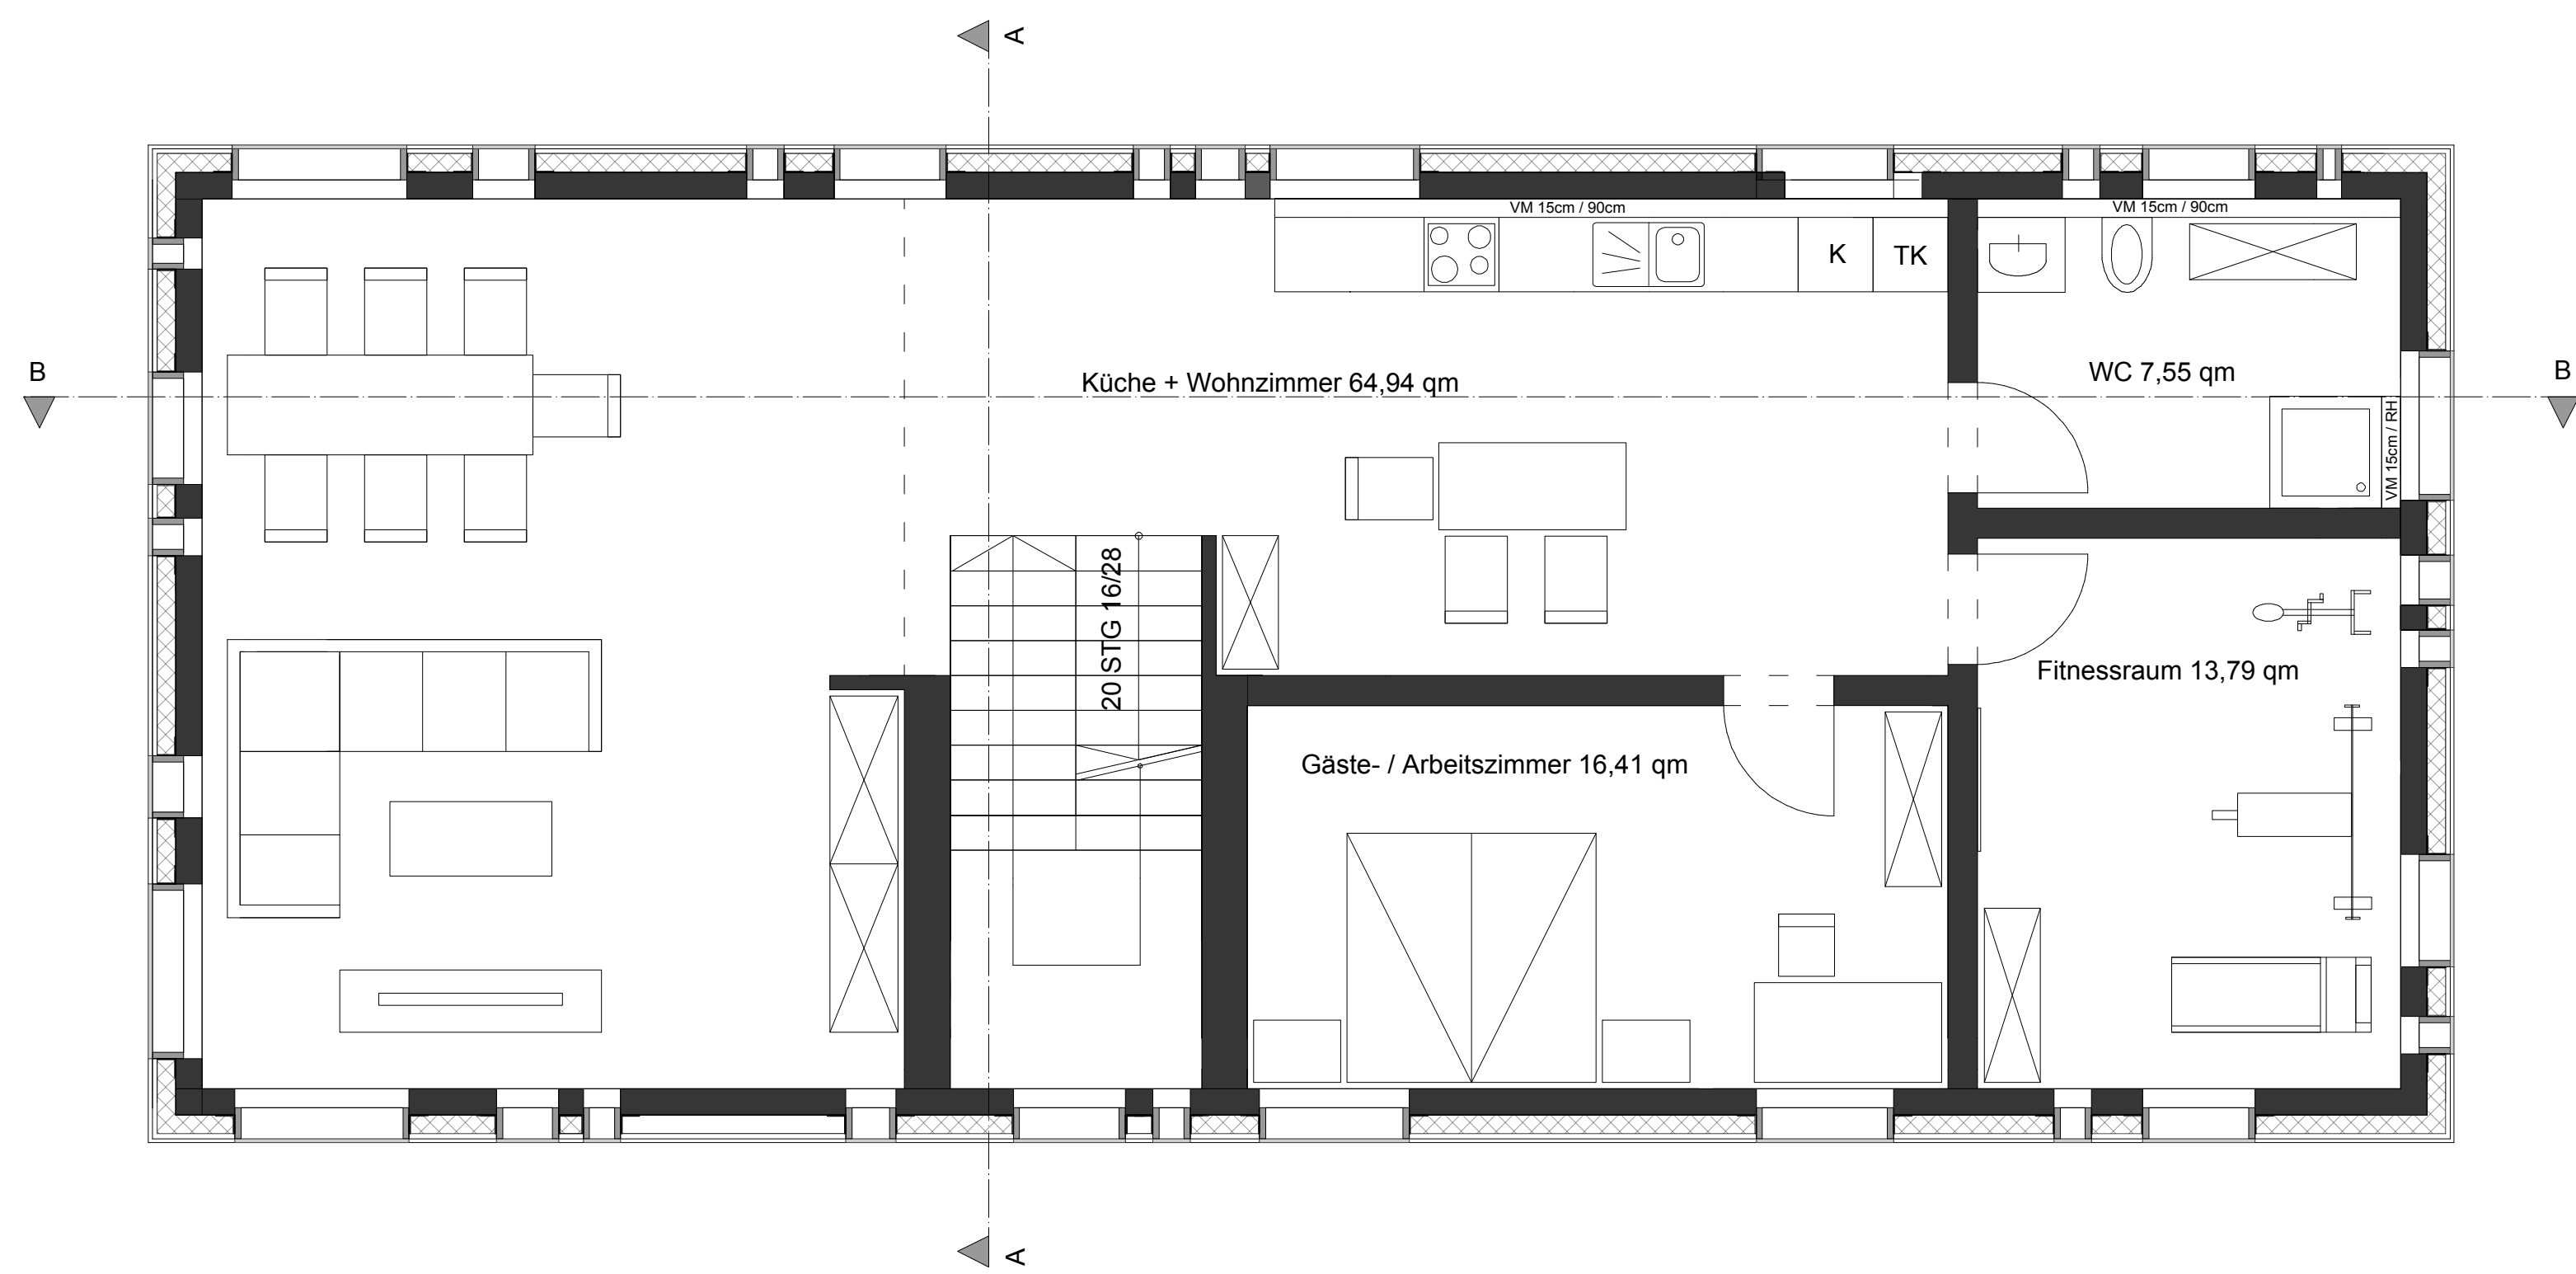 A
VM 15cm / 90cm
VM 15cm / 90cm
K
TK
B
Küche + Wohnzimmer 64,94 qm
WC 7,55 qm
B
VM 15cm / RH
20 STG 16/28
Fitnessraum 13,79 qm
Gäste- / Arbeitszimmer 16,41 qm
A